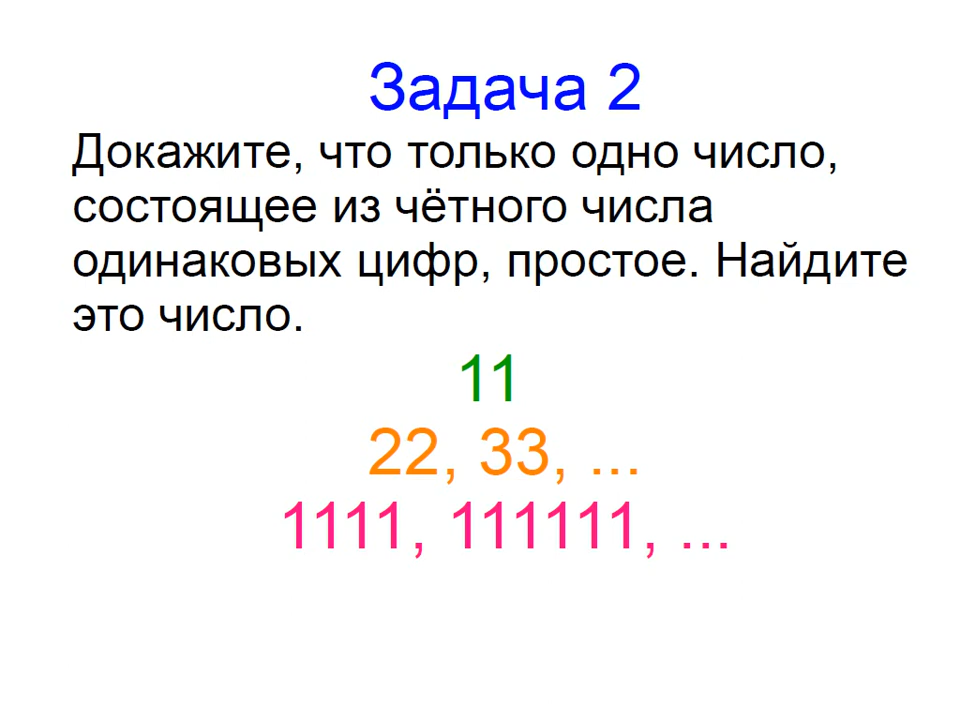 Задача 2
Докажите, что только одно число,
состоящее из чётного числа
одинаковых цифр, простое. Найдите
это число.
11
22, 33, ...
1111, 111111, ...